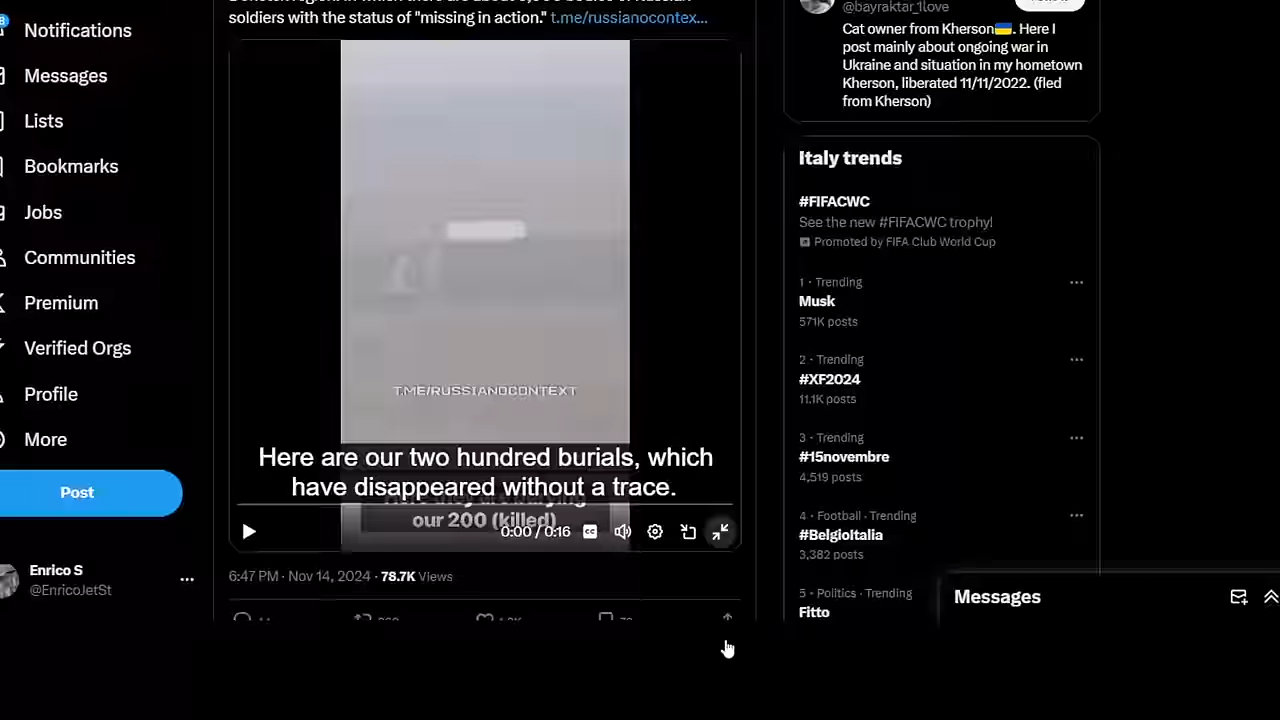 Notifications
Messages
Lists
Bookmarks
Jobs
Communities
Premium
Verified Orgs
Profile
More
Post
Enrico S
@EnricoJetSt
soldiers with the status of "missing in action." t.me/russianocontex...
T.ME/RUSSIANOCONTEXT
Here are our two hundred burials, which
have disappeared without a trace.
our 200 (killed)
0:00 / 0:16
6:47 PM · Nov 14, 2024 · 78.7K Views
@bayraktar_1love
Cat owner from Kherson🇺🇦. Here I
post mainly about ongoing war in
Ukraine and situation in my hometown
Kherson, liberated 11/11/2022. (fled
from Kherson)
Italy trends
#FIFACWC
See the new #FIFACWC trophy!
Promoted by FIFA Club World Cup
1 · Trending
Musk
571K posts
2 · Trending
#XF2024
11.1K posts
3 · Trending
#15novembre
4,519 posts
4 · Football · Trending
#BelgioItalia
3,382 posts
5 · Politics · Trending
Fitto
Messages